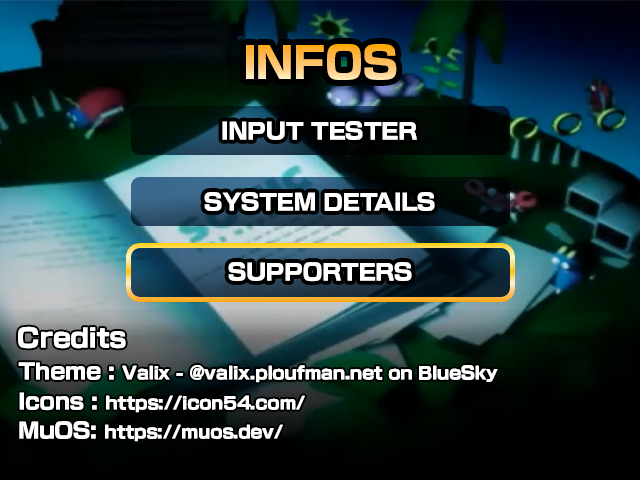 INFOS
INPUT TESTER
SYSTEM DETAILS
SUPPORTERS
Credits
Theme : Valix - @valix.ploufman.net on BlueSky
Icons : https://icon54.com/
MuOS: https://muos.dev/